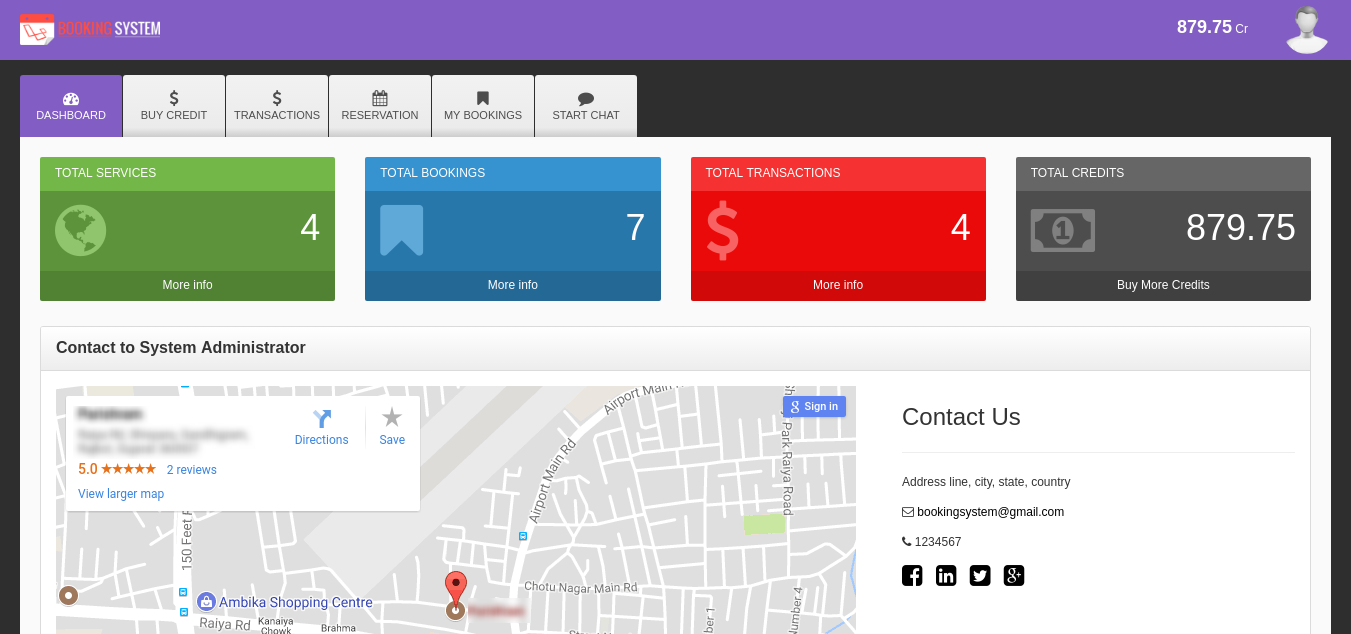 BOOKING SYSTEM
879.75 Cr
DASHBOARD
BUY CREDIT
TRANSACTIONS
RESERVATION
MY BOOKINGS
START CHAT
TOTAL SERVICES
4
More info
TOTAL BOOKINGS
7
More info
TOTAL TRANSACTIONS
4
More info
TOTAL CREDITS
1
879.75
Buy More Credits
Contact to System Administrator
Directions
Save
5.0
2 reviews
View larger map
Sign in
Airport Main
Airport Main Rd
Park Raiya Road
150 Feet
Ambika Shopping Centre
Raiya Rd
Kanaiya
Chowk
Brahma
Chotu Nagar Main Rd
Number 4
Contact Us
Address line, city, state, country
bookingsystem@gmail.com
1234567